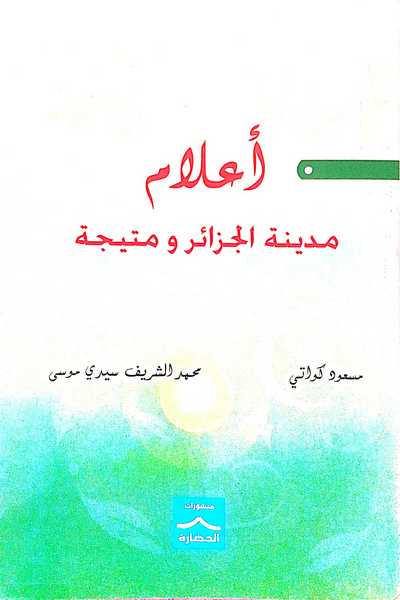 أعلام
مدينة الجزائر و متيجة
مسعود كواتي
محمد الشريف سيدي موسى
منشورات
الحضارة